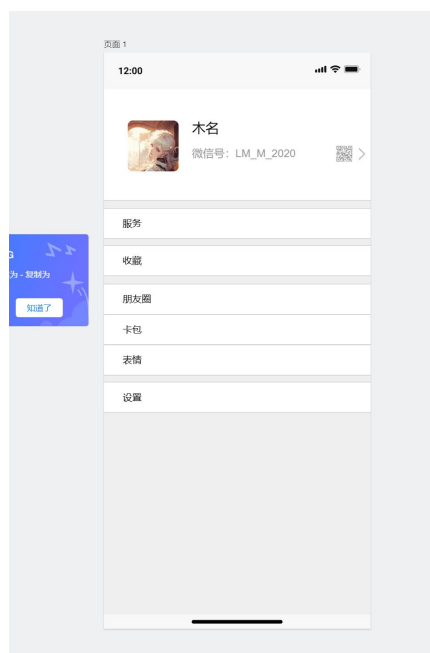 页面 1
12:00
木名
微信号：LM_M_2020
服务
收藏
G
为 - 复制为
知道了
朋友圈
卡包
表情
设置